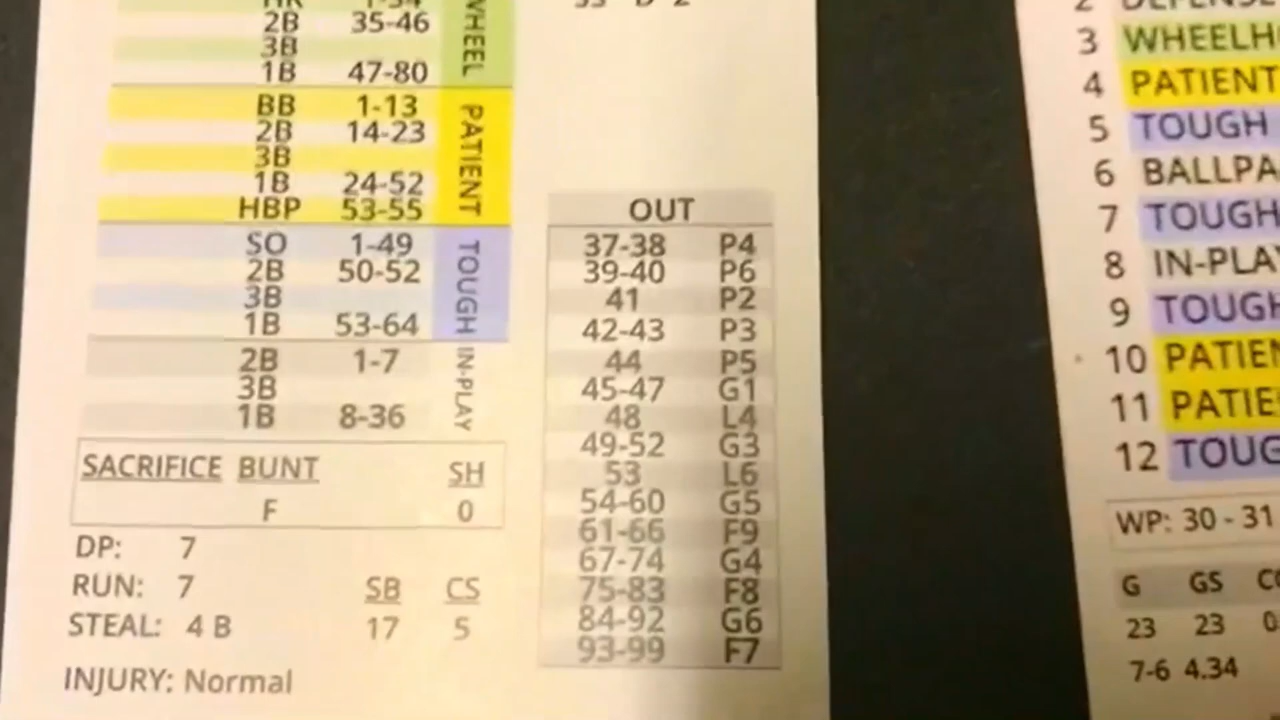 2B 35-46
3B
1B 47-80
WHEEL
BB 1-13
2B 14-23
3B
1B 24-52
HBP 53-55
PATIENT
SO 1-49
2B 50-52
3B
1B 53-64
TOUGH
2B 1-7
3B
1B 8-36
IN-PLAY
SACRIFICE BUNT SH
F 0
DP: 7
RUN: 7 SB CS
STEAL: 4 B 17 5
INJURY: Normal
OUT
37-38 P4
39-40 P6
41 P2
42-43 P3
44 P5
45-47 G1
48 L4
49-52 G3
53 L6
54-60 G5
61-66 F9
67-74 G4
75-83 F8
84-92 G6
93-99 F7
3 WHEELH
4 PATIENT
5 TOUGH
6 BALLPA
7 TOUGH
8 IN-PLAY
9 TOUGH
10 PATIEN
11 PATIE
12 TOUG
WP: 30 - 31
G GS
23 23
7-6 4.34